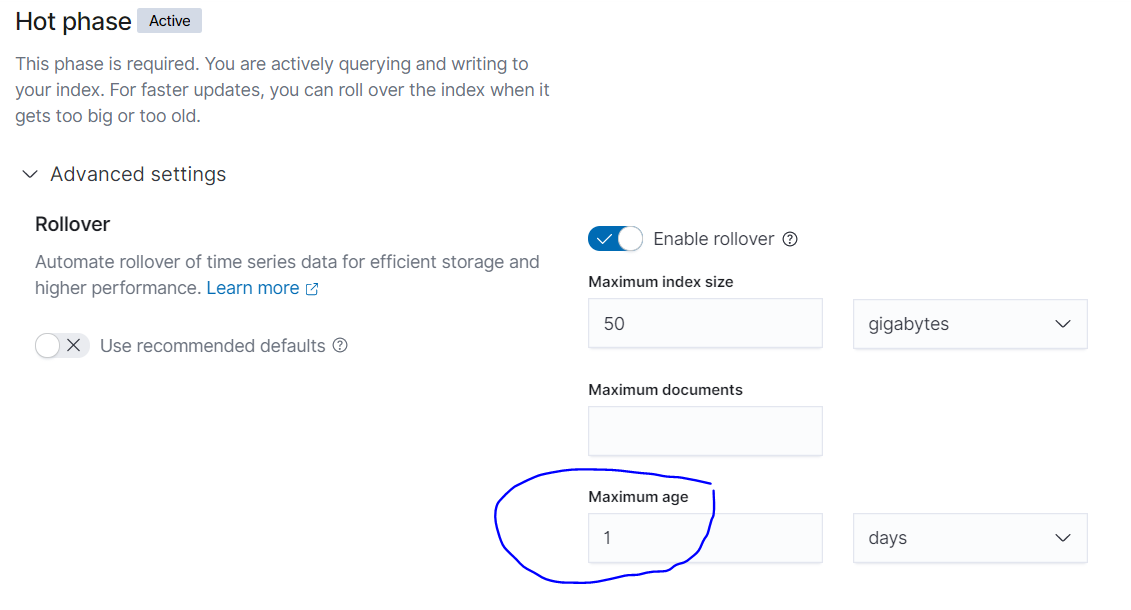 Hot phase Active
This phase is required. You are actively querying and writing to
your index. For faster updates, you can roll over the index when it
gets too big or too old.
Advanced settings
Rollover
Automate rollover of time series data for efficient storage and
higher performance. Learn more
Use recommended defaults
Enable rollover
Maximum index size
50 gigabytes
Maximum documents
Maximum age
1 days